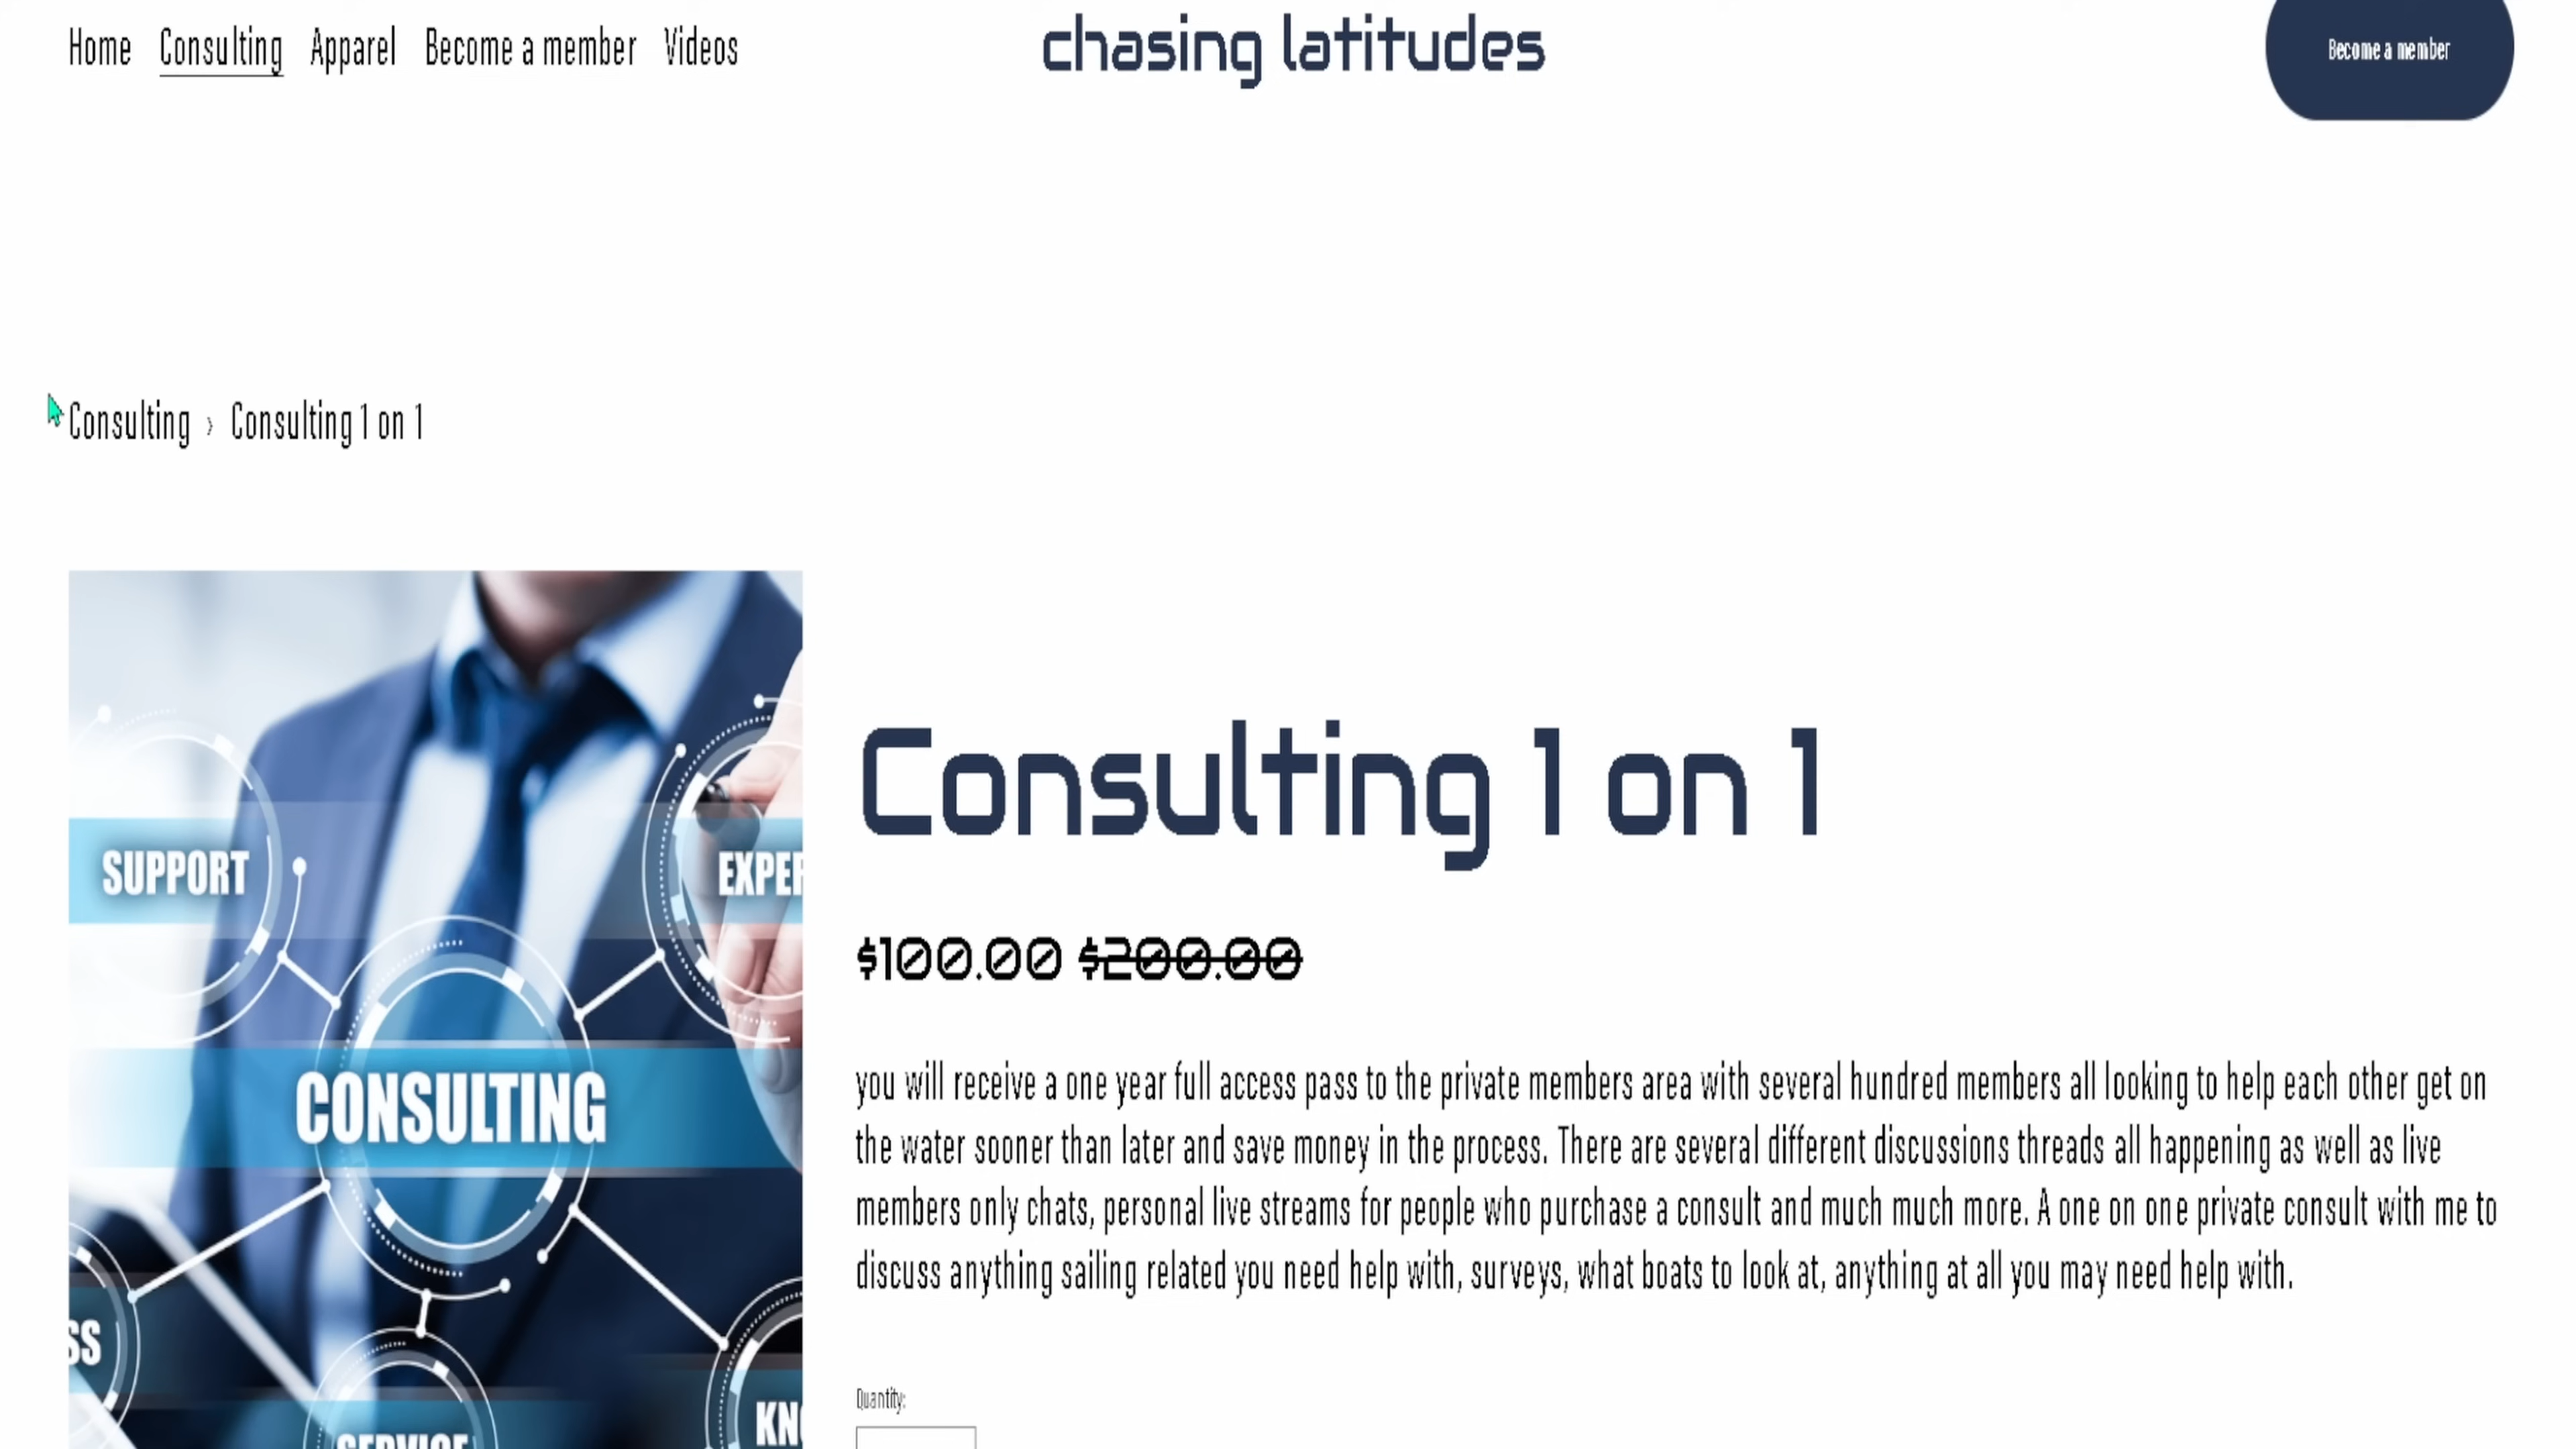 Home Consulting Apparel Become a member Videos
chasing latitudes
Become a member
Consulting › Consulting 1 on 1
SUPPORT
CONSULTING
Consulting 1 on 1
$100.00 $200.00
you will receive a one year full access pass to the private members area with several hundred members all looking to help each other get on
the water sooner than later and save money in the process. There are several different discussions threads all happening as well as live
members only chats, personal live streams for people who purchase a consult and much much more. A one on one private consult with me to
discuss anything sailing related you need help with, surveys, what boats to look at, anything at all you may need help with.
Quantity: